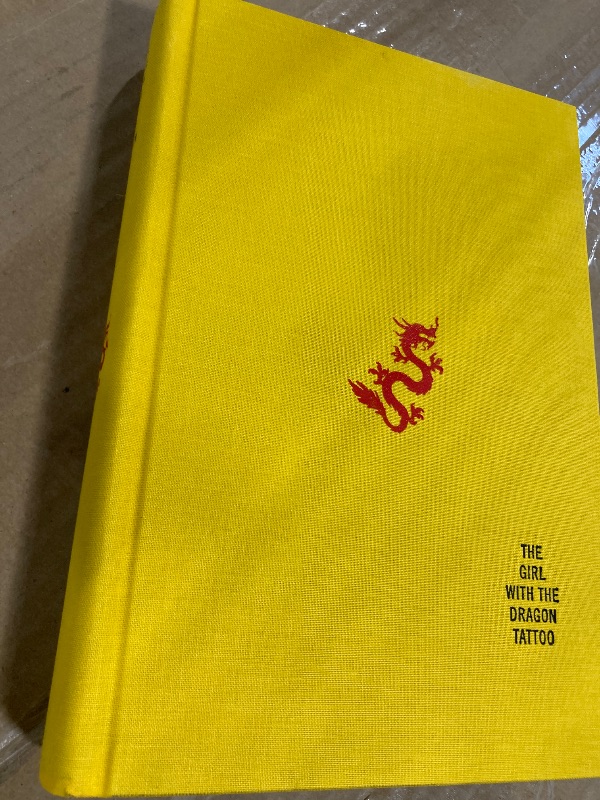 THE
GIRL
WITH THE
DRAGON
TATTOO